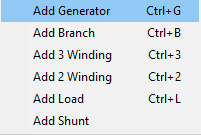 Add Generator Ctrl+G
Add Branch Ctrl+B
Add 3 Winding Ctrl+3
Add 2 Winding Ctrl+2
Add Load Ctrl+L
Add Shunt